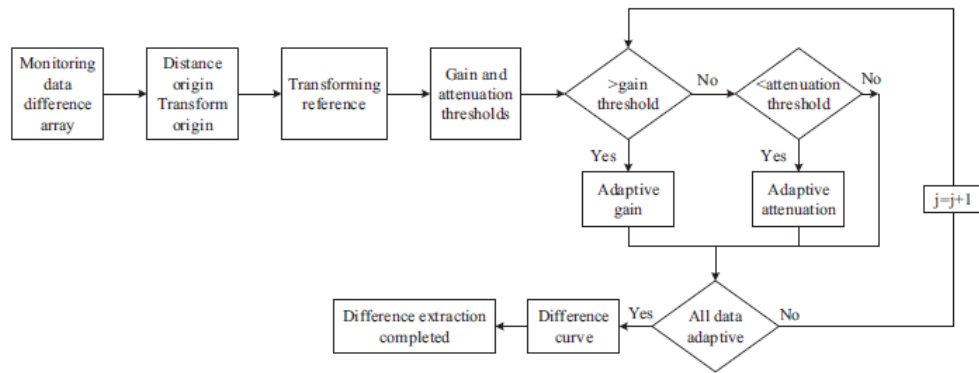 Monitoring
data
difference
array
Distance
origin
Transform
origin
Transforming
reference
Gain and
attenuation
thresholds
>gain
threshold
No
<attenuation
threshold
No
Yes
Yes
Adaptive
gain
Adaptive
attenuation
j=j+1
All data
adaptive
No
Yes
Difference
curve
Difference extraction
completed